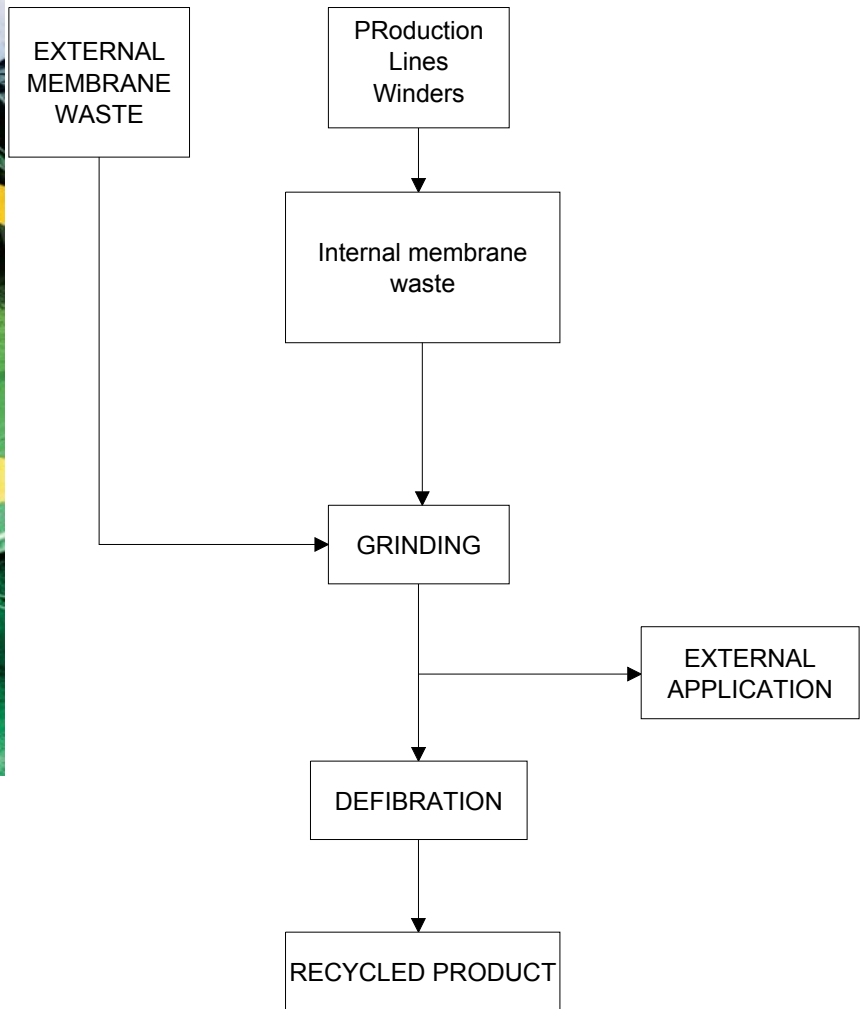 EXTERNAL
MEMBRANE
WASTE
PRoduction
Lines
Winders
Internal membrane
waste
GRINDING
EXTERNAL
APPLICATION
DEFIBRATION
RECYCLED PRODUCT